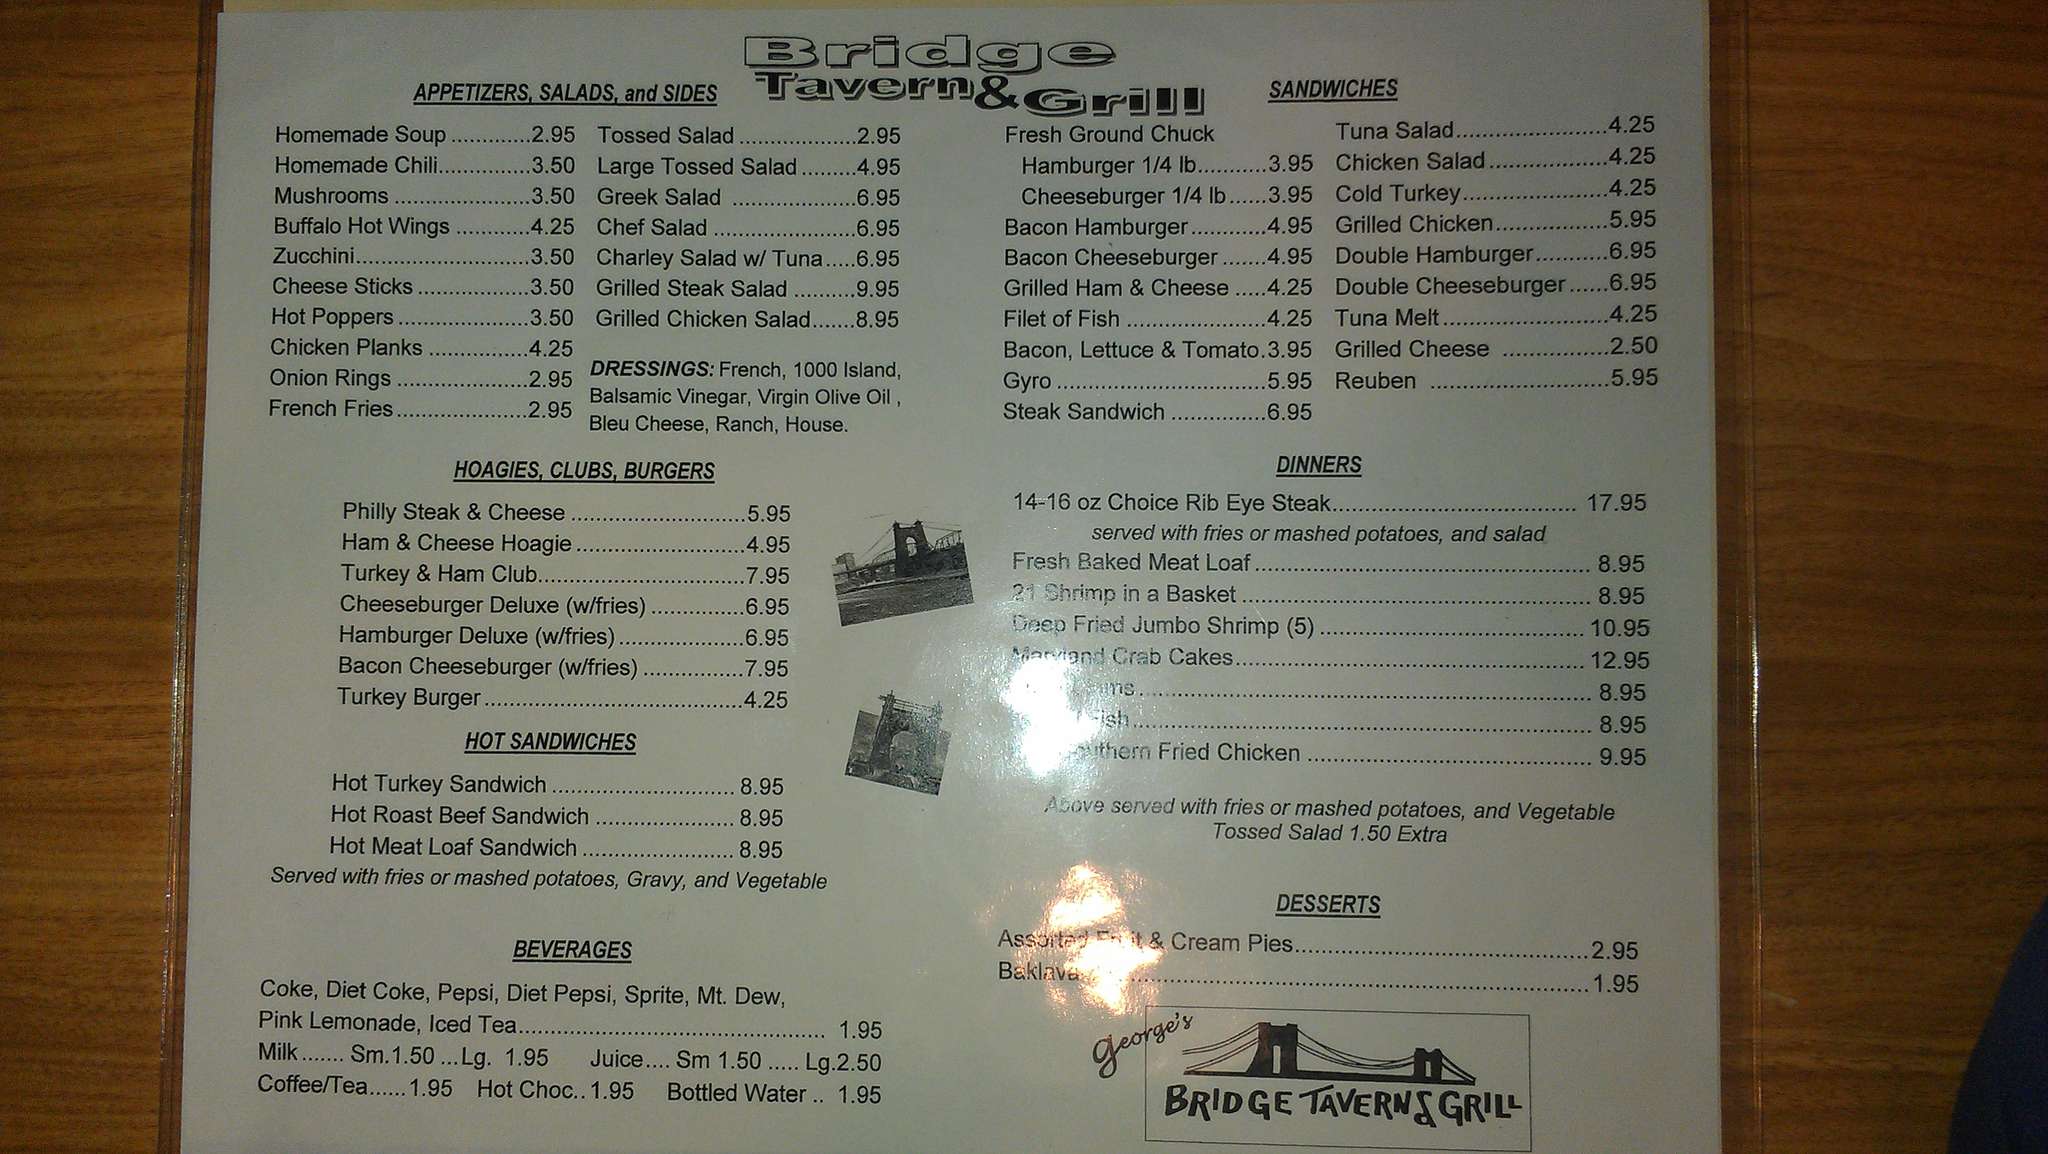 Bridge
Tavern & Grill
APPETIZERS, SALADS, and SIDES
Homemade Soup .............2.95
Homemade Chili...............3.50
Mushrooms ......................3.50
Buffalo Hot Wings ............4.25
Zucchini............................3.50
Cheese Sticks ..................3.50
Hot Poppers.....................3.50
Chicken Planks ................4.25
Onion Rings .....................2.95
French Fries.....................2.95
Tossed Salad ...................2.95
Large Tossed Salad .........4.95
Greek Salad ....................6.95
Chef Salad .......................6.95
Charley Salad w/ Tuna.....6.95
Grilled Steak Salad ..........9.95
Grilled Chicken Salad.......8.95
DRESSINGS: French, 1000 Island,
Balsamic Vinegar, Virgin Olive Oil ,
Bleu Cheese, Ranch, House.
HOAGIES, CLUBS, BURGERS
Philly Steak & Cheese ............................5.95
Ham & Cheese Hoagie...........................4.95
Turkey & Ham Club.................................7.95
Cheeseburger Deluxe (w/fries) ...............6.95
Hamburger Deluxe (w/fries)....................6.95
Bacon Cheeseburger (w/fries) ................7.95
Turkey Burger..........................................4.25
HOT SANDWICHES
Hot Turkey Sandwich ............................. 8.95
Hot Roast Beef Sandwich ...................... 8.95
Hot Meat Loaf Sandwich ........................ 8.95
Served with fries or mashed potatoes, Gravy, and Vegetable
BEVERAGES
Coke, Diet Coke, Pepsi, Diet Pepsi, Sprite, Mt. Dew,
Pink Lemonade, Iced Tea................................................. 1.95
Milk....... Sm.1.50 ...Lg. 1.95 Juice.... Sm 1.50 ..... Lg.2.50
Coffee/Tea......1.95 Hot Choc..1.95 Bottled Water .. 1.95
SANDWICHES
Fresh Ground Chuck
Hamburger 1/4 lb...........3.95
Cheeseburger 1/4 lb......3.95
Bacon Hamburger............4.95
Bacon Cheeseburger .......4.95
Grilled Ham & Cheese .....4.25
Filet of Fish ......................4.25
Bacon, Lettuce & Tomato.3.95
Gyro .................................5.95
Steak Sandwich ...............6.95
Tuna Salad........................4.25
Chicken Salad...................4.25
Cold Turkey.......................4.25
Grilled Chicken..................5.95
Double Hamburger............6.95
Double Cheeseburger......6.95
Tuna Melt...........................4.25
Grilled Cheese .................2.50
Reuben .............................5.95
DINNERS
14-16 oz Choice Rib Eye Steak....................................... 17.95
served with fries or mashed potatoes, and salad
Fresh Baked Meat Loaf...................................................... 8.95
21 Shrimp in a Basket ........................................................ 8.95
Deep Fried Jumbo Shrimp (5) ........................................... 10.95
Maryland Crab Cakes......................................................... 12.95
......................................................................... 8.95
Fish......................................................................... 8.95
Southern Fried Chicken .............................................. 9.95
Above served with fries or mashed potatoes, and Vegetable
Tossed Salad 1.50 Extra
DESSERTS
Assorted Fruit & Cream Pies...............................................2.95
Baklava...................................................................................1.95
George's
BRIDGE TAVERN & GRILL